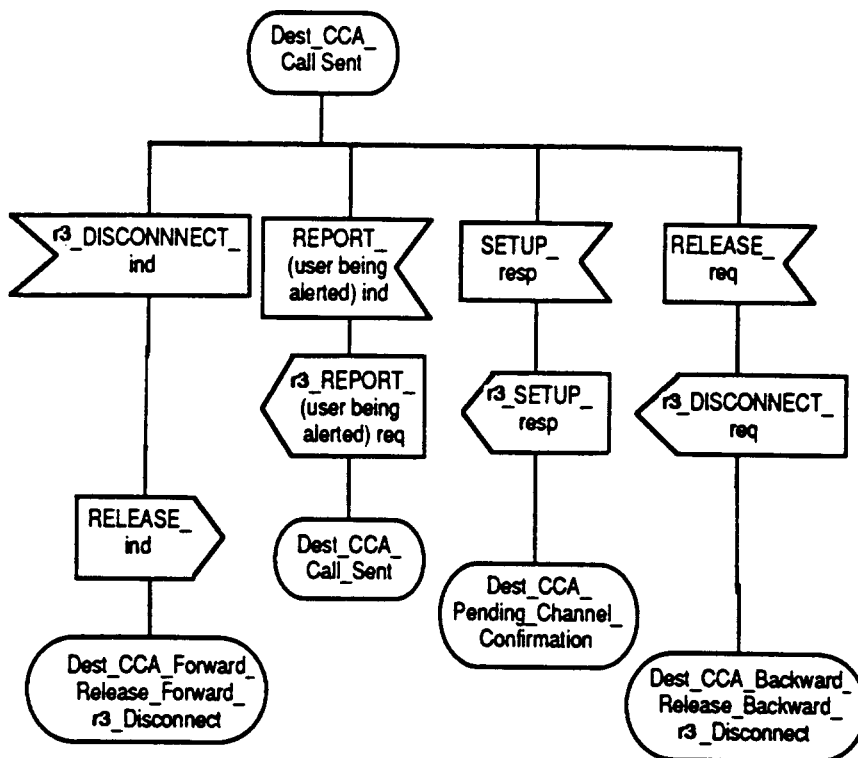 Dest_CCA_
Call Sent
r3_DISCONNNECT_
ind
REPORT_
(user being
alerted) ind
SETUP_
resp
RELEASE_
req
r3_REPORT_
(user being
alerted) req
r3_SETUP_
resp
r3_DISCONNECT_
req
RELEASE_
ind
Dest_CCA_
Call_Sent
Dest_CCA_
Pending_Channel_
Confirmation
Dest_CCA_Forward_
Release_Forward_
r3_Disconnect
Dest_CCA_Backward_
Release_Backward_
r3_Disconnect